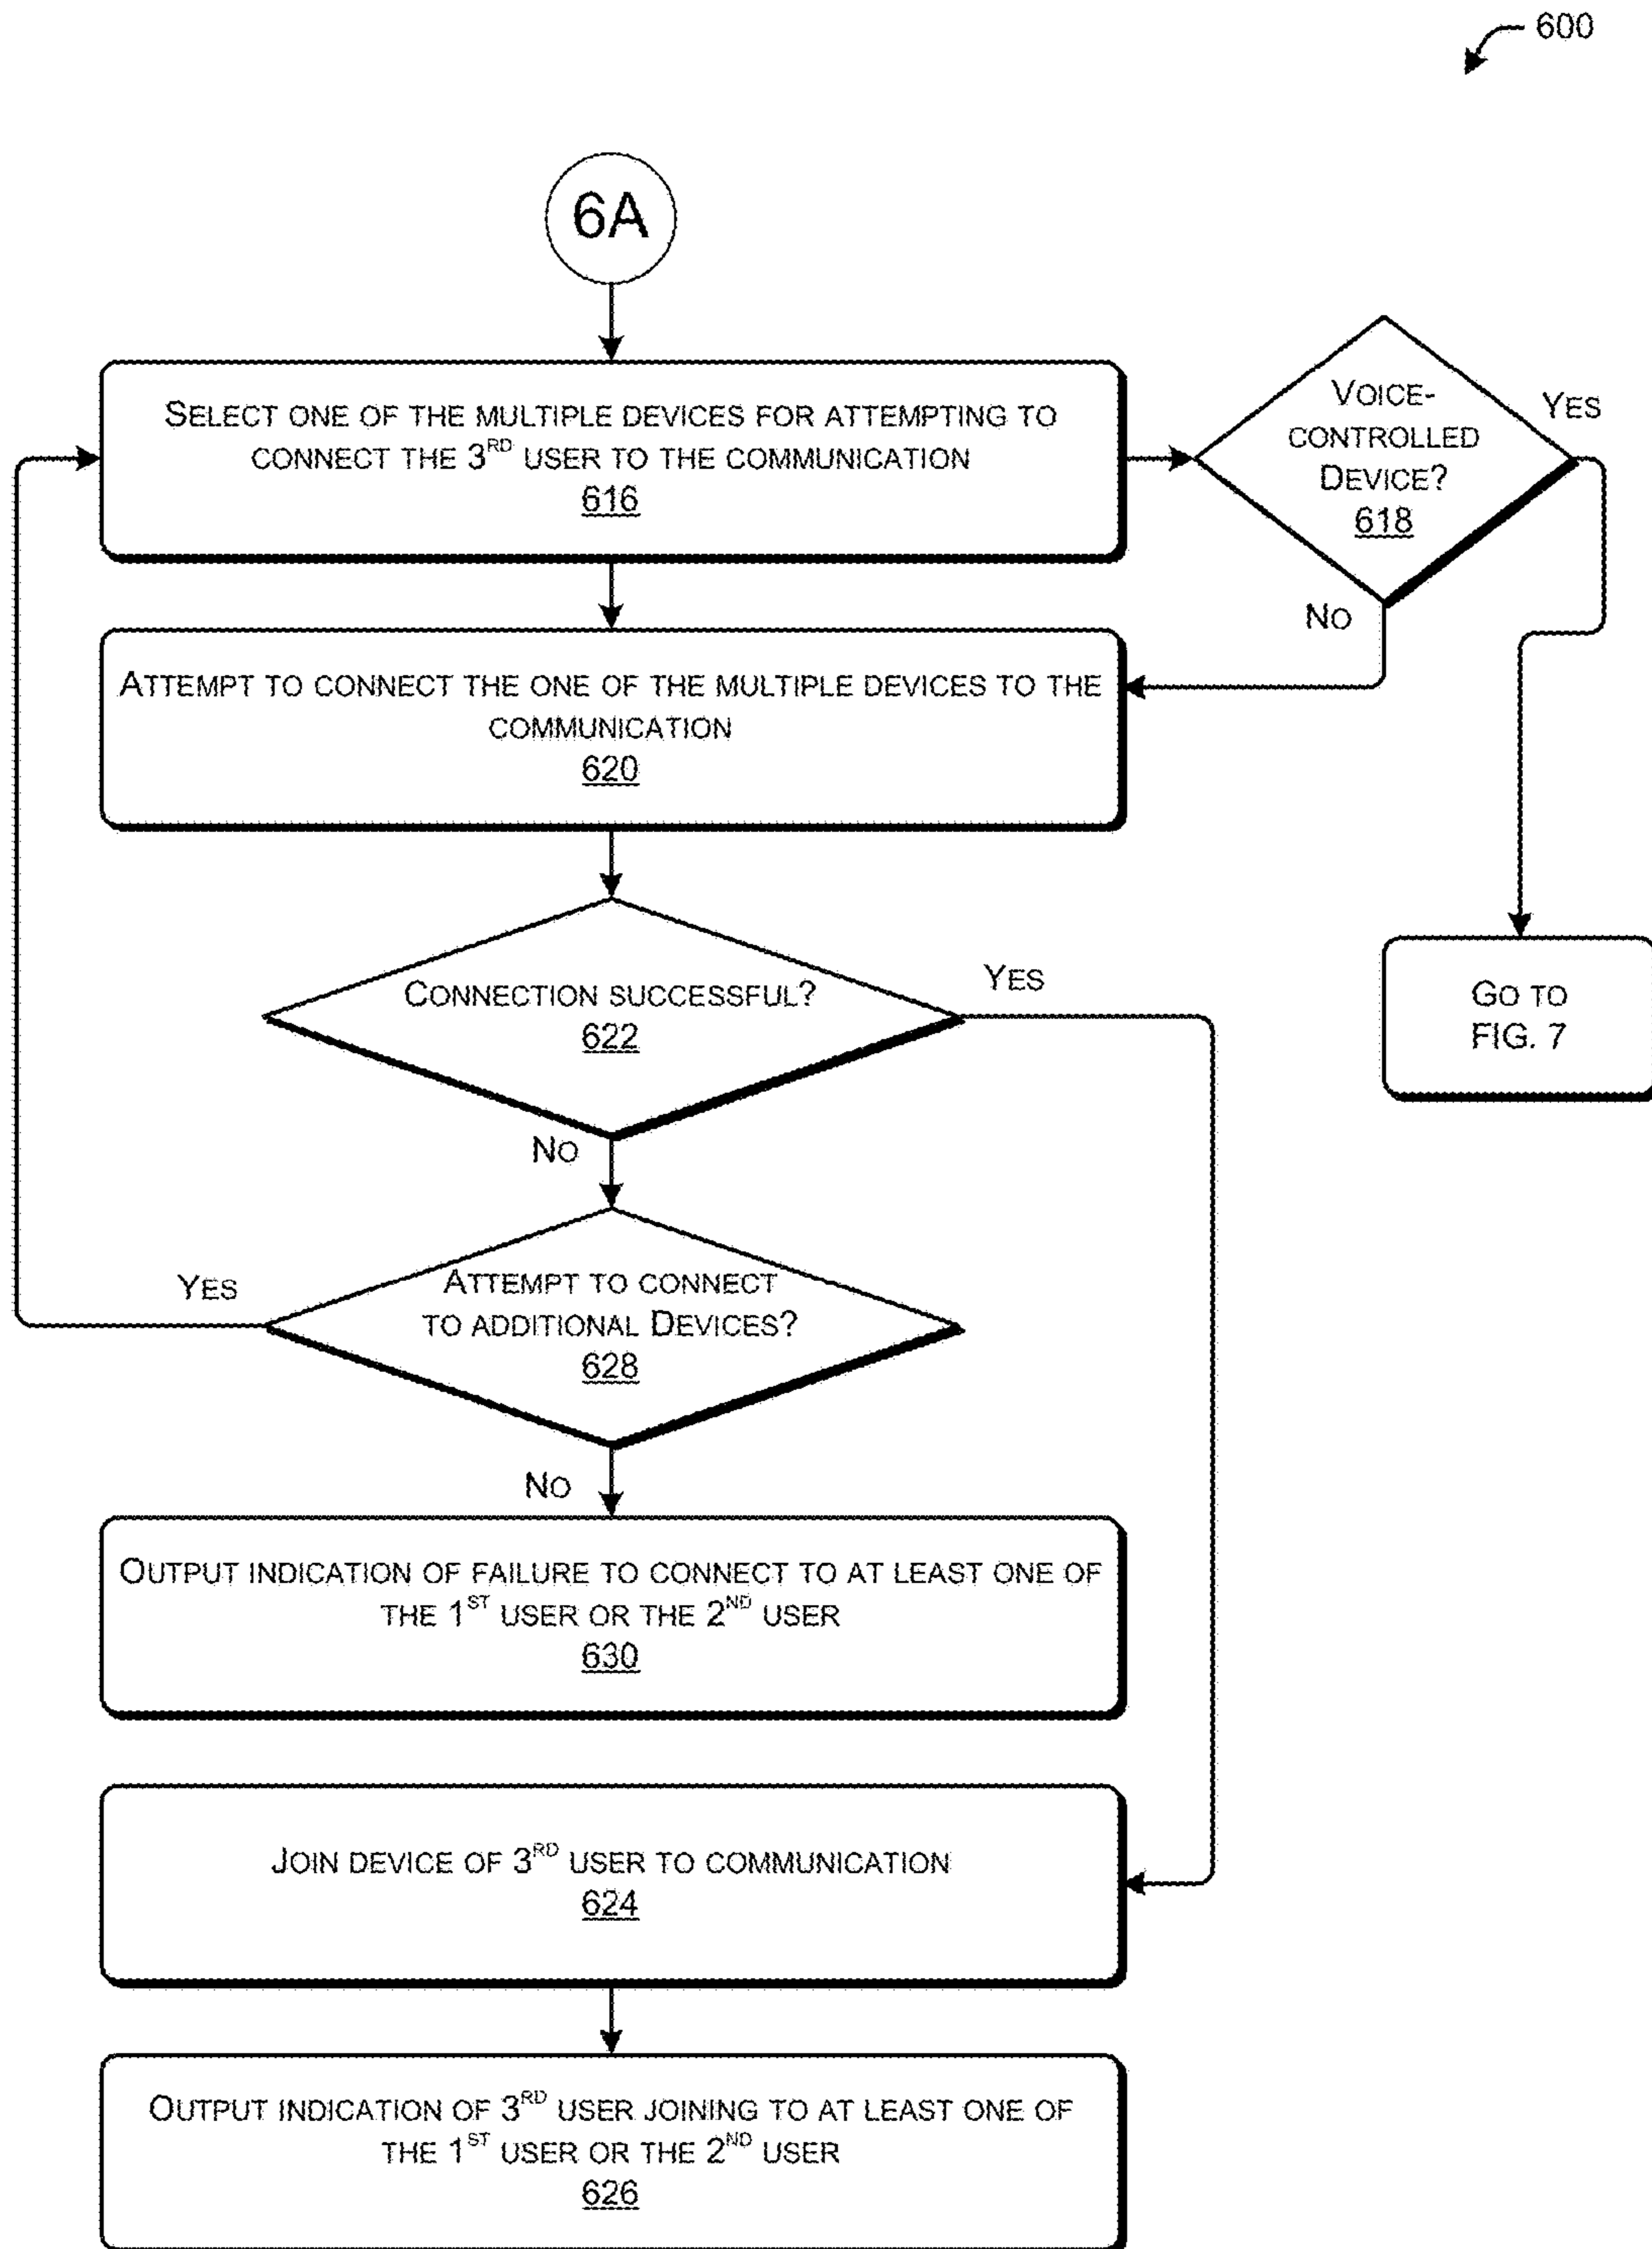 600
6A
SELECT ONE OF THE MULTIPLE DEVICES FOR ATTEMPTING TO
CONNECT THE 3RD USER TO THE COMMUNICATION
616
VOICE-
CONTROLLED
DEVICE?
618
YES
NO
ATTEMPT TO CONNECT THE ONE OF THE MULTIPLE DEVICES TO THE
COMMUNICATION
620
CONNECTION SUCCESSFUL?
622
YES
NO
GO TO
FIG. 7
ATTEMPT TO CONNECT
TO ADDITIONAL DEVICES?
628
YES
NO
OUTPUT INDICATION OF FAILURE TO CONNECT TO AT LEAST ONE OF
THE 1ST USER OR THE 2ND USER
630
JOIN DEVICE OF 3RD USER TO COMMUNICATION
624
OUTPUT INDICATION OF 3RD USER JOINING TO AT LEAST ONE OF
THE 1ST USER OR THE 2ND USER
626